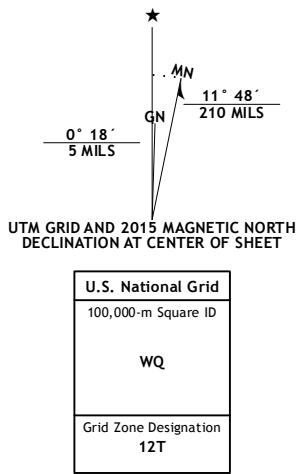 ★
MN
GN
11° 48´
210 MILS
0° 18´
5 MILS
UTM GRID AND 2015 MAGNETIC NORTH
DECLINATION AT CENTER OF SHEET
U.S. National Grid
100,000-m Square ID
WQ
Grid Zone Designation
12T